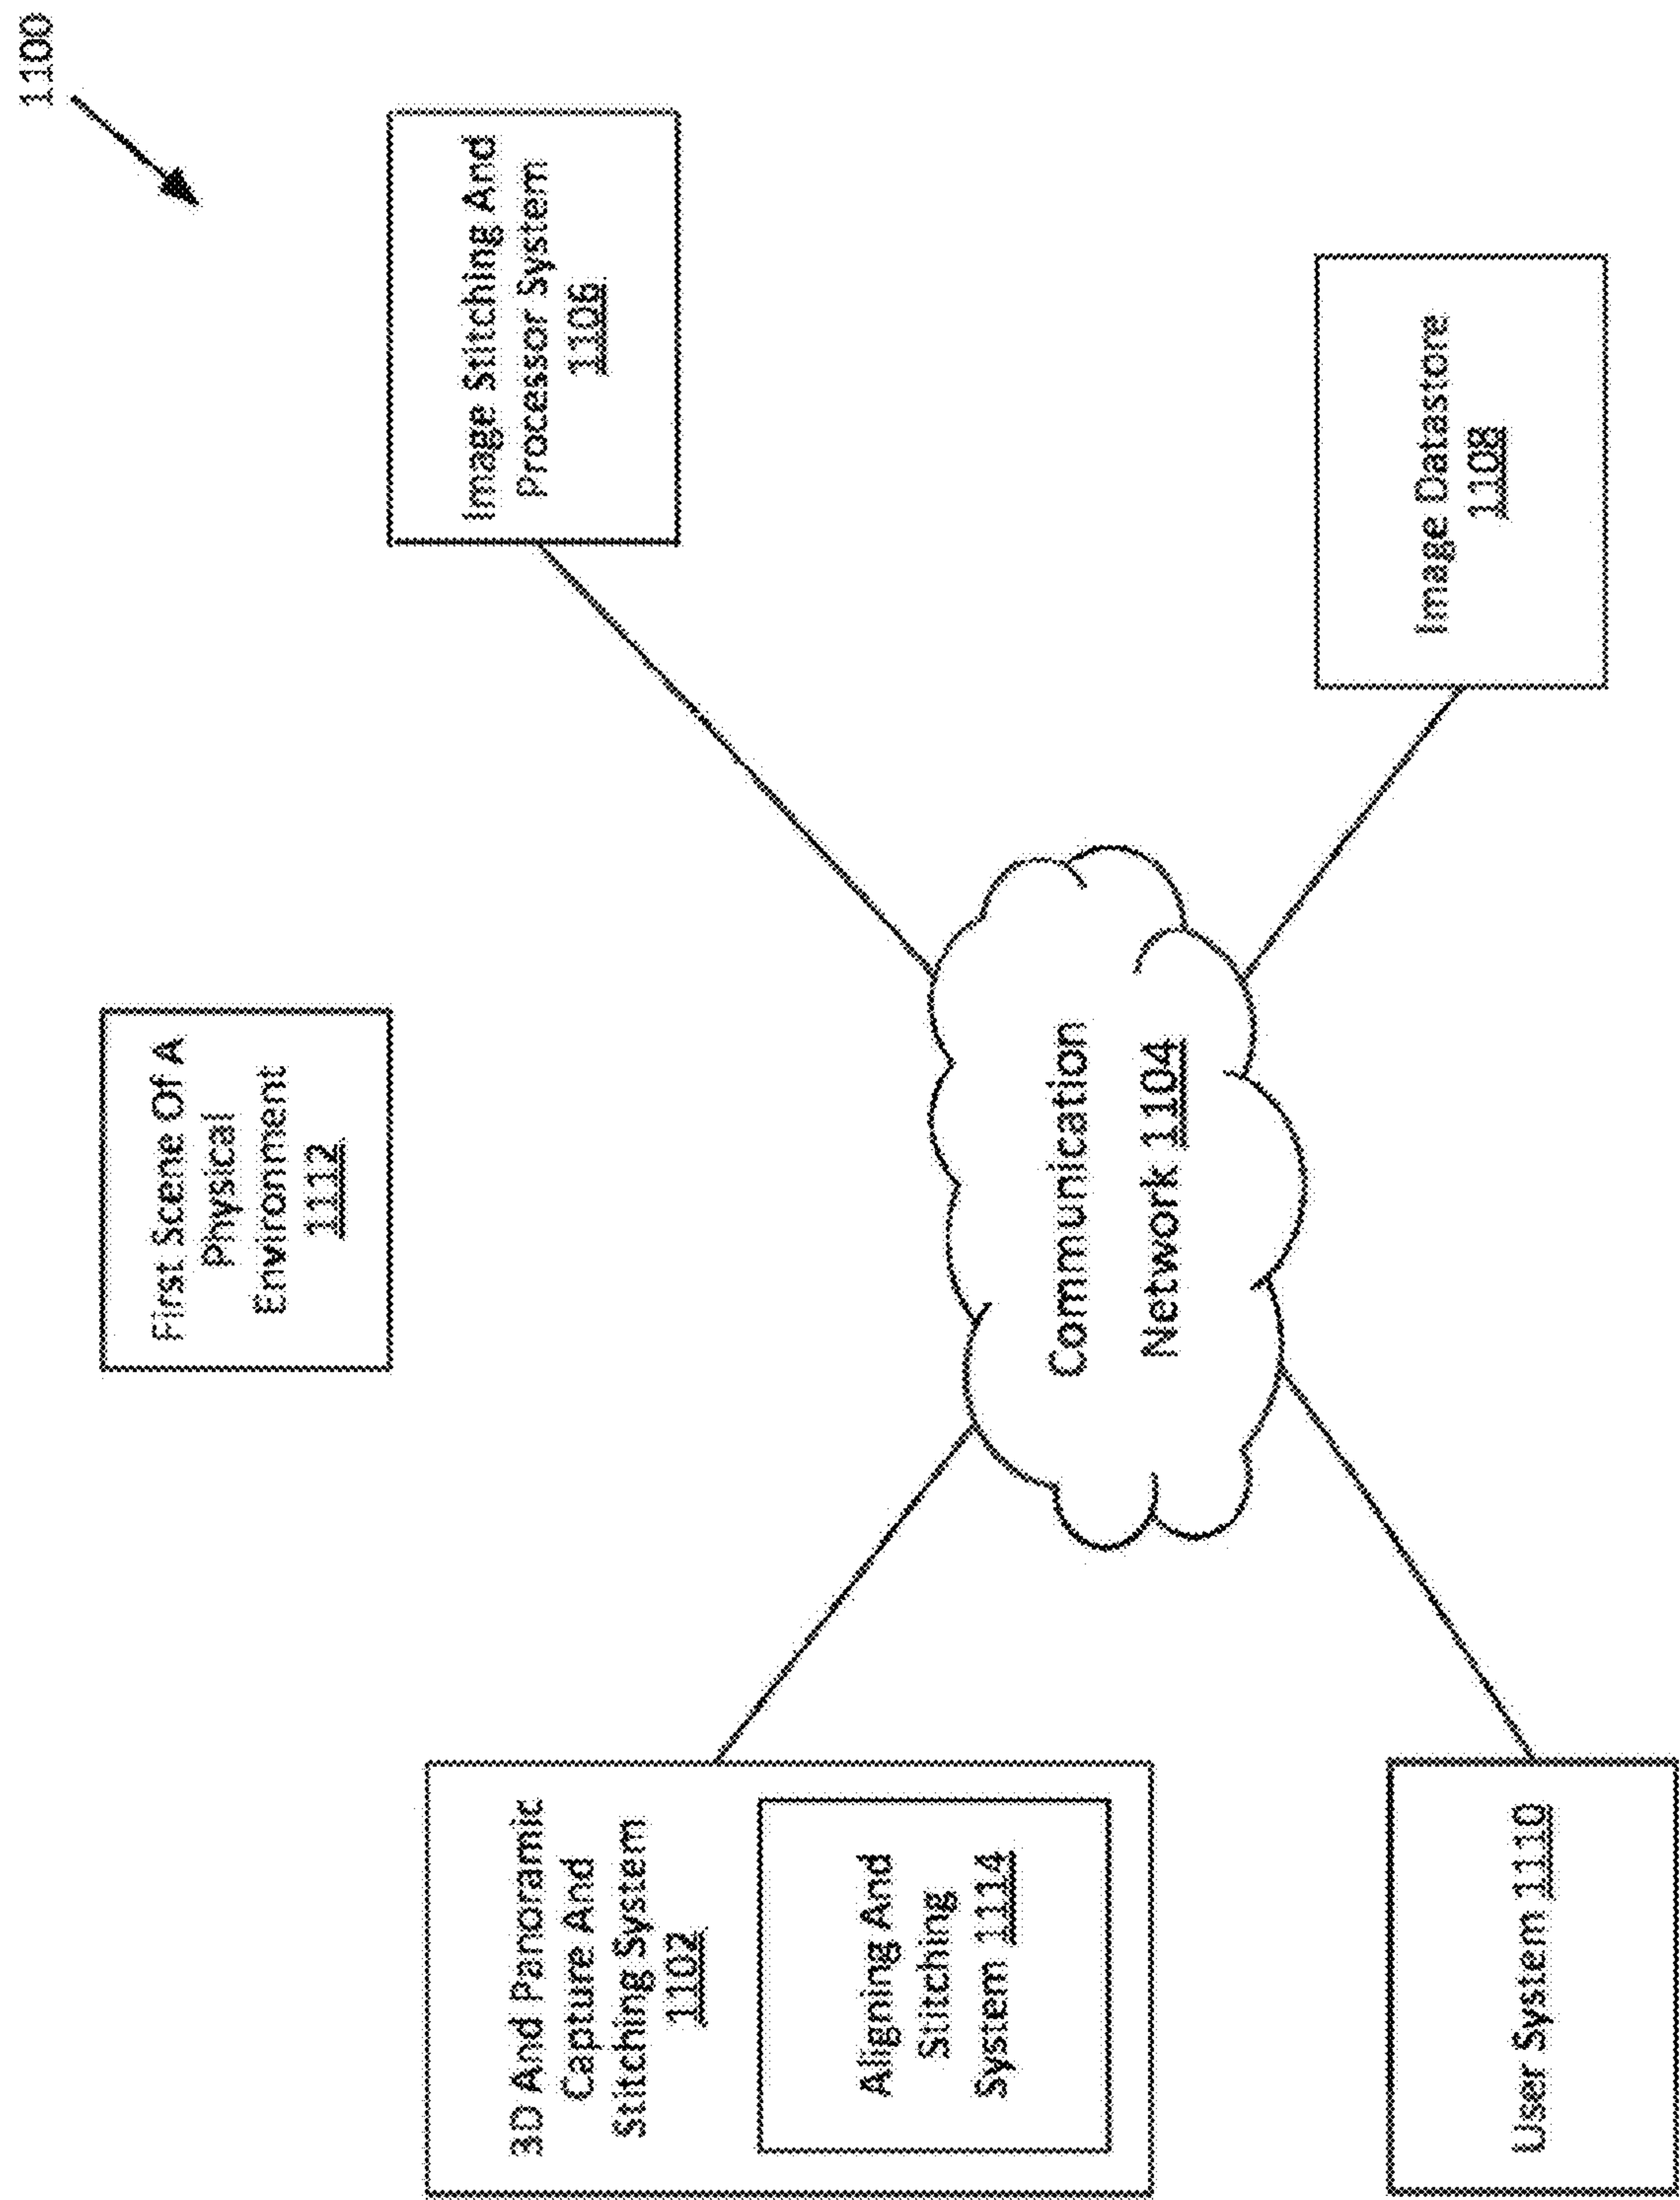 1100
First Scene Of A
Physical
Environment
1112
3D And Panoramic
Capture And
Stitching System
1102
Aligning And
Stitching
System 1114
Image Stitching And
Processor System
1106
Communication
Network 1104
User System 1110
Image Datastore
1108